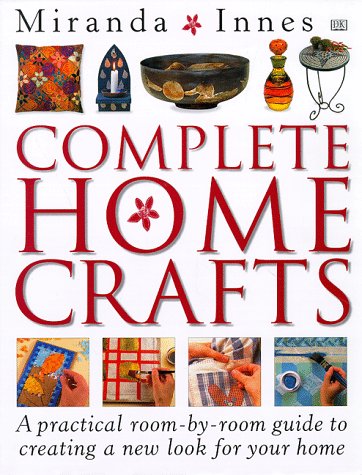 Miranda Innes
DK
COMPLETE
HOME
CRAFTS
A practical room-by-room guide to
creating a new look for your home